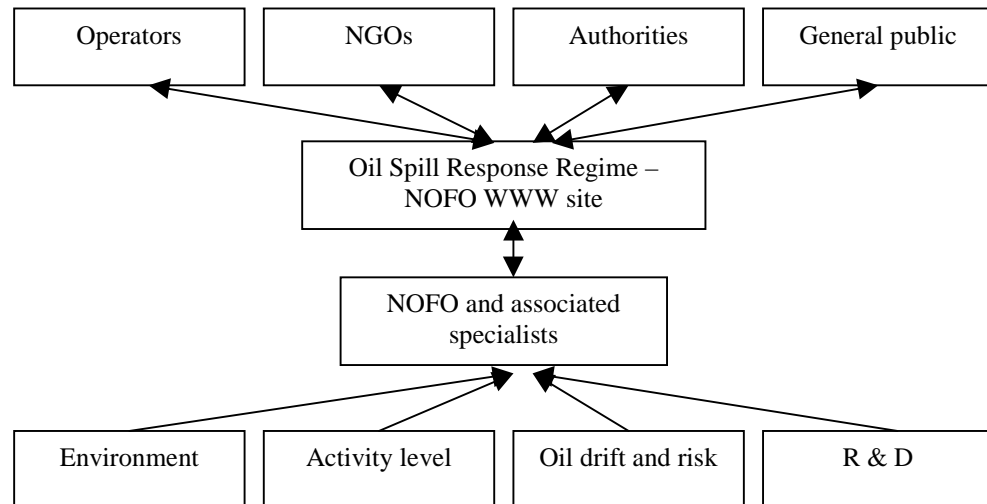 Operators
NGOs
Authorities
General public
Oil Spill Response Regime –
NOFO WWW site
NOFO and associated
specialists
Environment
Activity level
Oil drift and risk
R & D